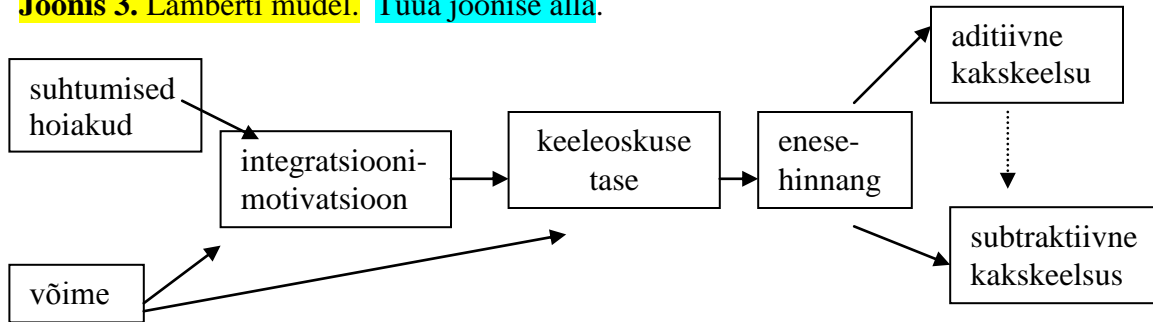 Joonis 3. Lamberti mudel. Tuua joonise alla.
suhtumised
hoiakud
integratsiooni-
motivatsioon
võime
keeleoskuse
tase
enese-
hinnang
aditiivne
kakskeelsu
subtraktiivne
kakskeelsus